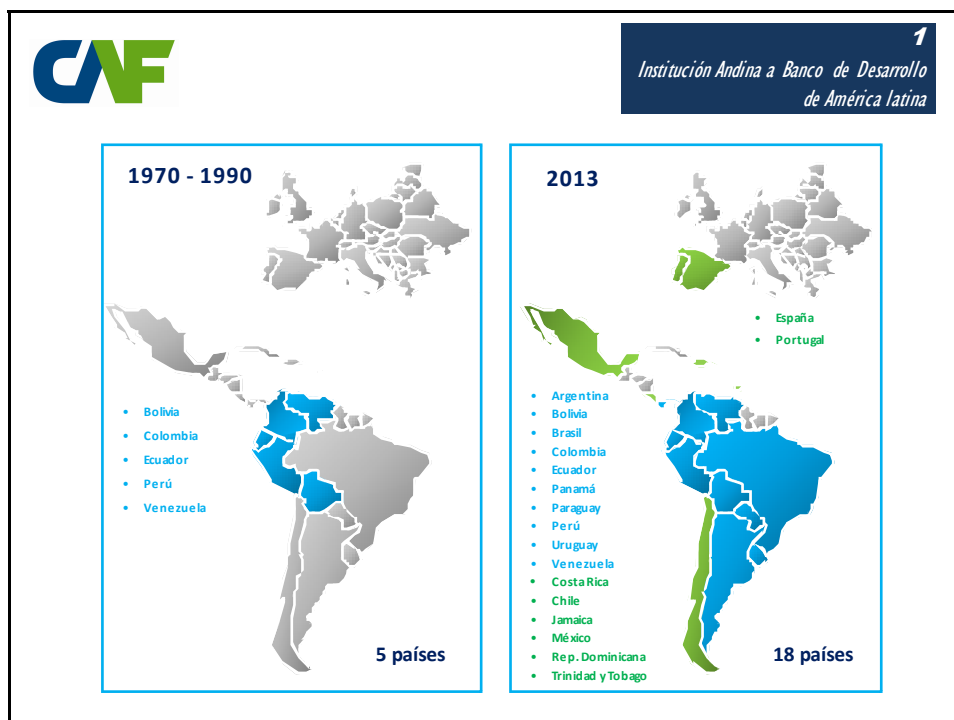 CAF
1
Institución Andina a Banco de Desarrollo
de América latina
1970 - 1990
• Bolivia
• Colombia
• Ecuador
• Perú
• Venezuela
5 países
2013
• España
• Portugal
• Argentina
• Bolivia
• Brasil
• Colombia
• Ecuador
• Panamá
• Paraguay
• Perú
• Uruguay
• Venezuela
• Costa Rica
• Chile
• Jamaica
• México
• Rep. Dominicana
• Trinidad y Tobago
18 países